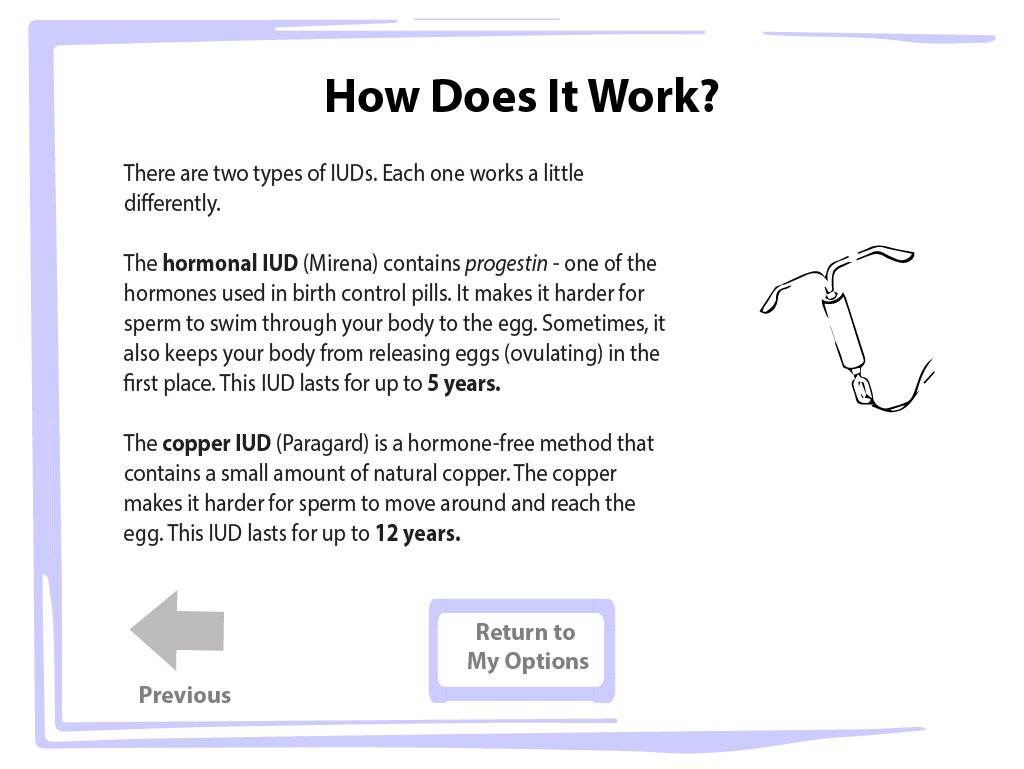 How Does It Work?
There are two types of IUDs. Each one works a little
differently.
The hormonal IUD (Mirena) contains progestin - one of the
hormones used in birth control pills. It makes it harder for
sperm to swim through your body to the egg. Sometimes, it
also keeps your body from releasing eggs (ovulating) in the
first place. This IUD lasts for up to 5 years.
The copper IUD (Paragard) is a hormone-free method that
contains a small amount of natural copper. The copper
makes it harder for sperm to move around and reach the
egg. This IUD lasts for up to 12 years.
Return to
My Options
Previous